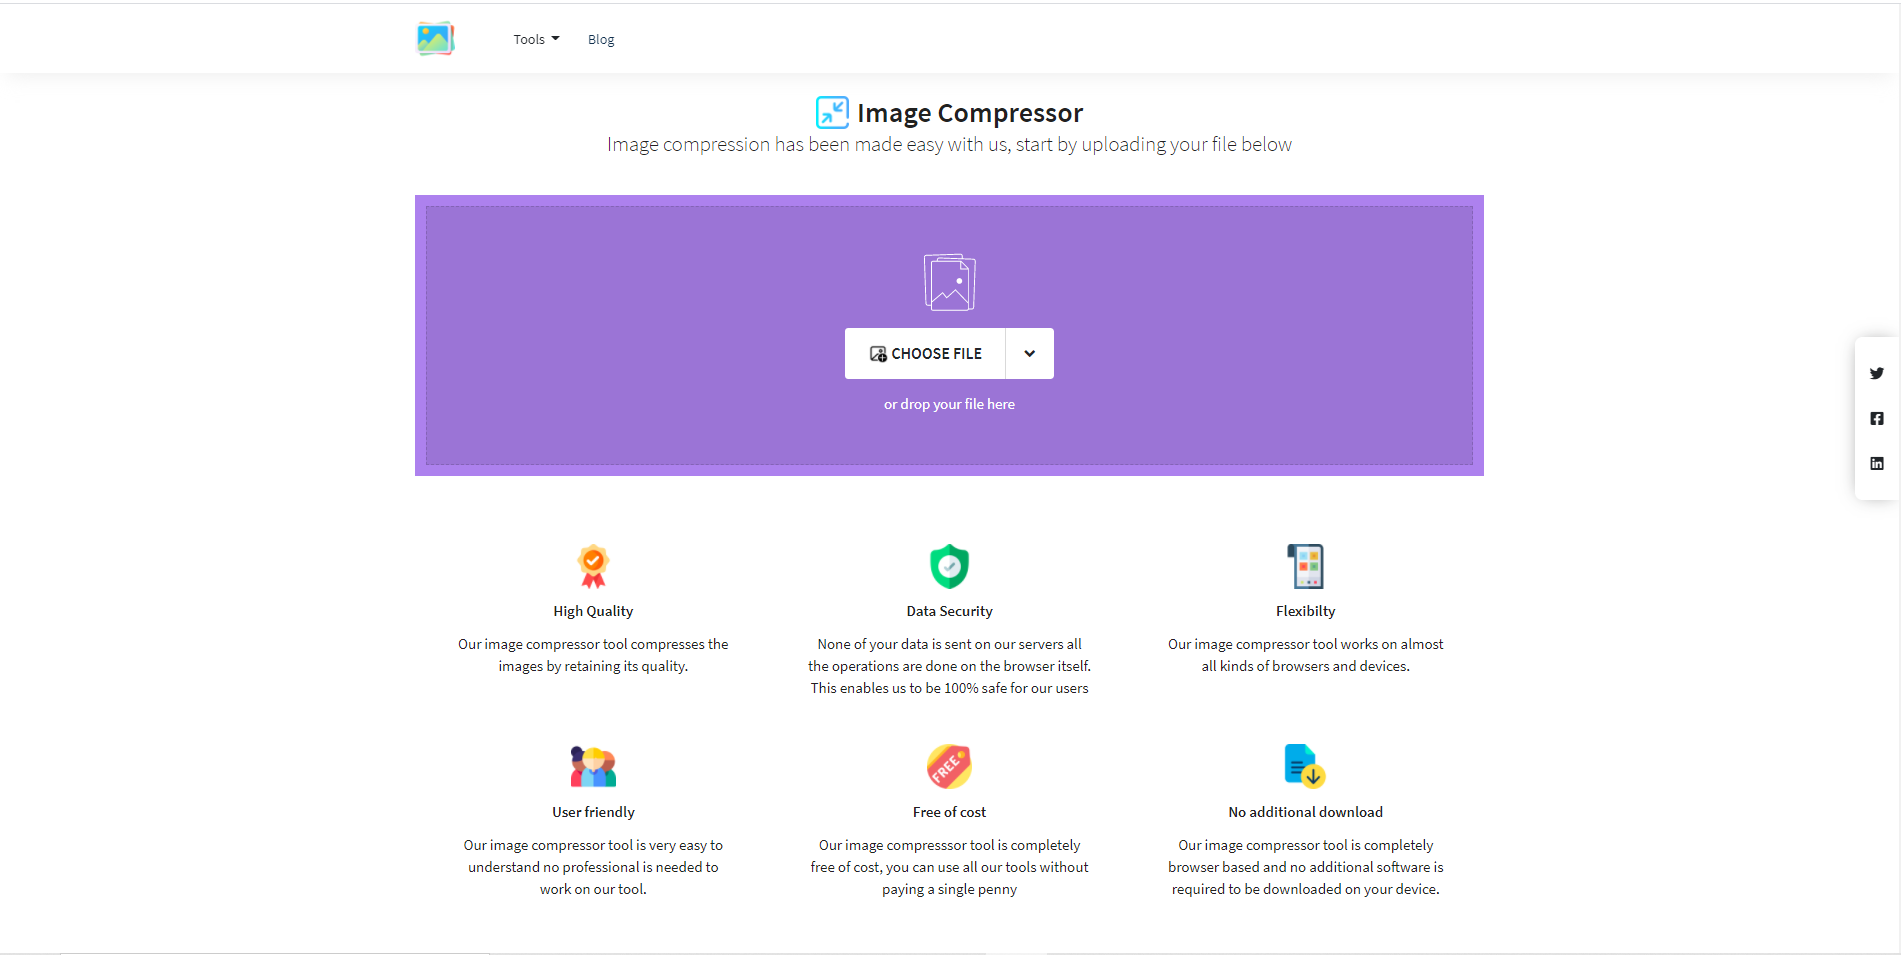 Tools Blog
Image Compressor
Image compression has been made easy with us, start by uploading your file below
CHOOSE FILE
or drop your file here
High Quality
Our image compressor tool compresses the
images by retaining its quality.
Data Security
None of your data is sent on our servers all
the operations are done on the browser itself.
This enables us to be 100% safe for our users
Flexibilty
Our image compressor tool works on almost
all kinds of browsers and devices.
User friendly
Our image compressor tool is very easy to
understand no professional is needed to
work on our tool.
FREE
Free of cost
Our image compresssor tool is completely
free of cost, you can use all our tools without
paying a single penny
No additional download
Our image compressor tool is completely
browser based and no additional software is
required to be downloaded on your device.